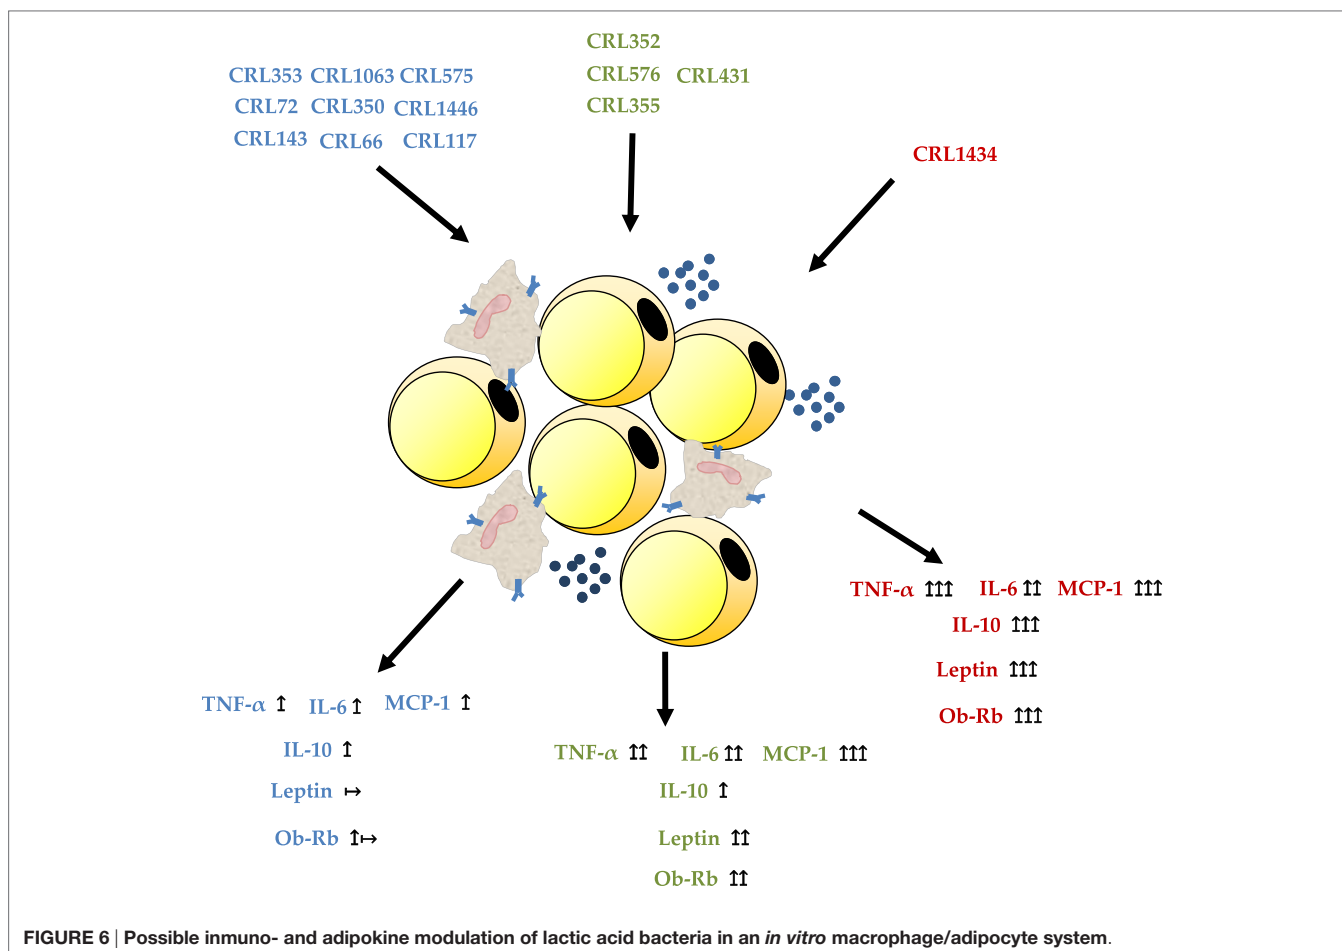 CRL352
CRL353 CRL1063 CRL575
CRL576 CRL431
CRL72 CRL350 CRL1446
CRL355
CRL143 CRL66 CRL117
CRL1434
TNF-α ↑↑↑ IL-6 ↑↑ MCP-1 ↑↑↑
IL-10 ↑↑↑
Leptin ↑↑↑
Ob-Rb ↑↑↑
TNF-α ↑ IL-6 ↑ MCP-1 ↑
IL-10 ↑
Leptin ↦
Ob-Rb ↑↦
TNF-α ↑↑ IL-6 ↑↑ MCP-1 ↑↑↑
IL-10 ↑
Leptin ↑↑
Ob-Rb ↑↑
FIGURE 6 | Possible inmuno- and adipokine modulation of lactic acid bacteria in an in vitro macrophage/adipocyte system.